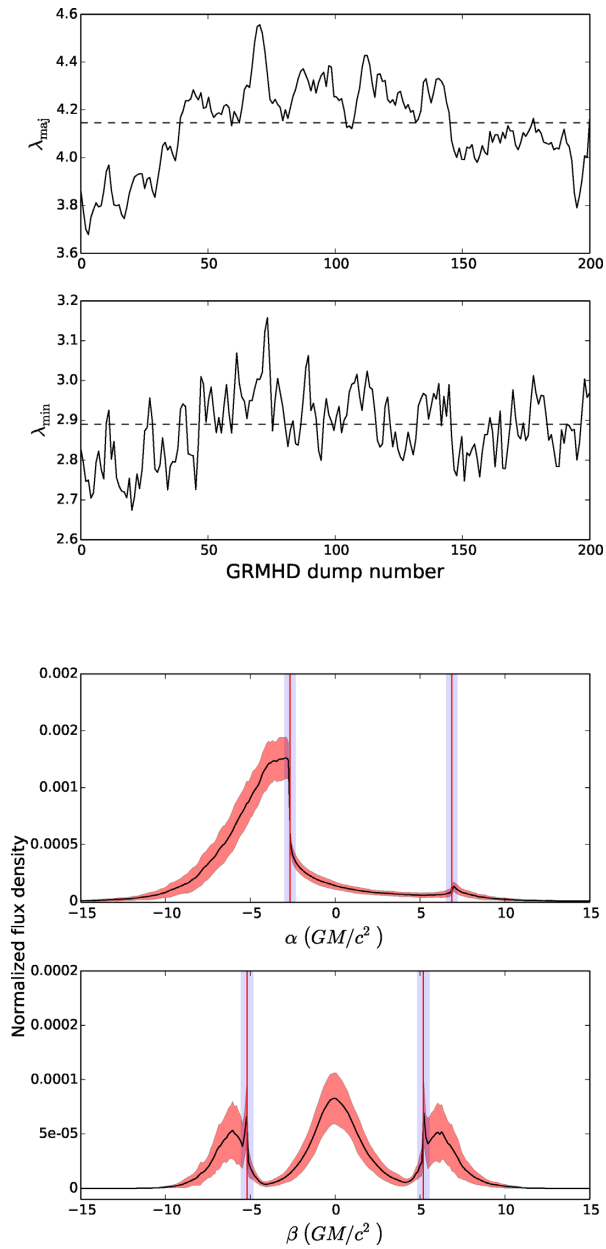 4.6
4.4
4.2
4.0
3.8
3.6
λmaj
0 50 100 150 200
3.2
3.1
3.0
2.9
2.8
2.7
2.6
λmin
0 50 100 150 200
GRMHD dump number
Normalized flux density
0.002
0.002
0.001
0.0005
0
−15 −10 −5 0 5 10 15
α (GM/c²)
0.0002
0.0002
0.0001
5e-05
0
−15 −10 −5 0 5 10 15
β (GM/c²)